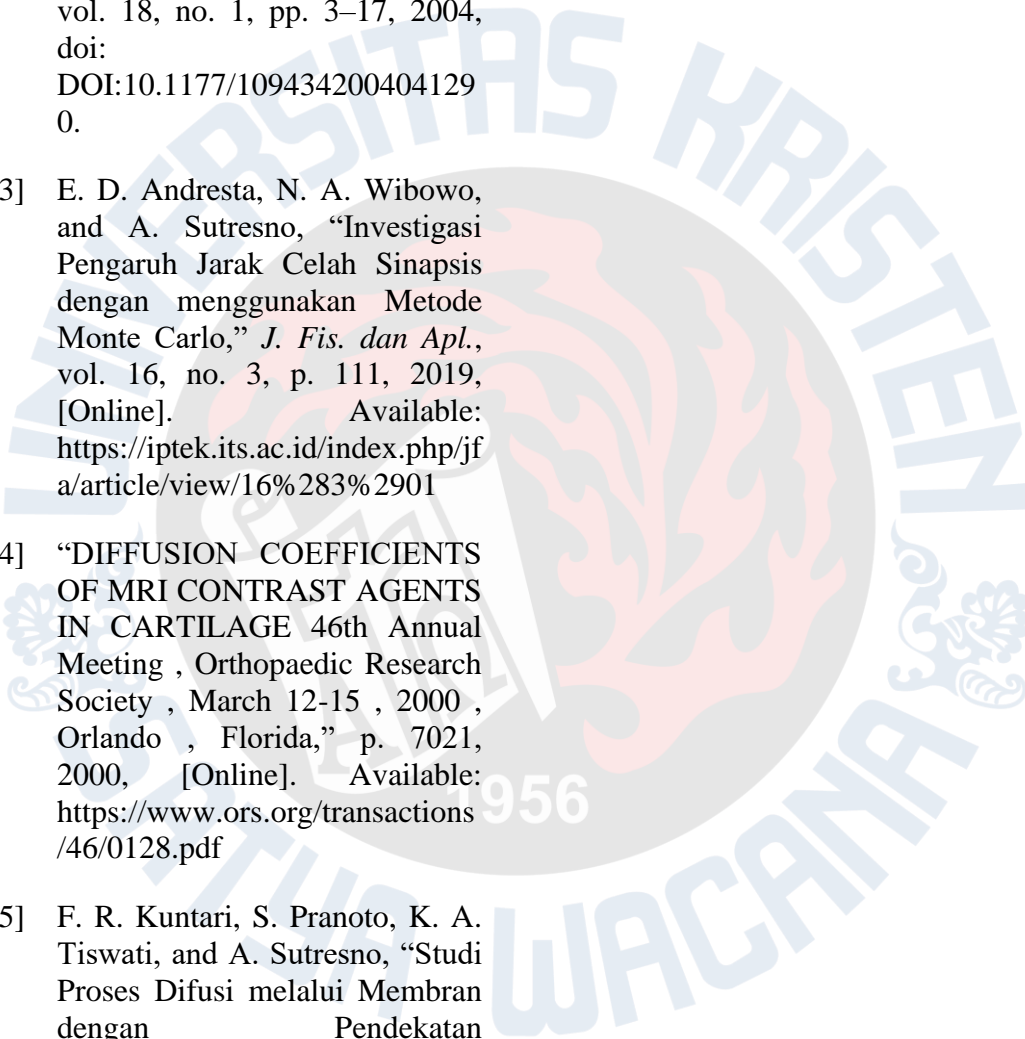 vol. 18, no. 1, pp. 3–17, 2004,
doi:
DOI:10.1177/109434200404129
0.
3] E. D. Andresta, N. A. Wibowo,
and A. Sutresno, “Investigasi
Pengaruh Jarak Celah Sinapsis
dengan menggunakan Metode
Monte Carlo,” J. Fis. dan Apl.,
vol. 16, no. 3, p. 111, 2019,
[Online]. Available:
https://iptek.its.ac.id/index.php/jf
a/article/view/16%283%2901
4] “DIFFUSION COEFFICIENTS
OF MRI CONTRAST AGENTS
IN CARTILAGE 46th Annual
Meeting , Orthopaedic Research
Society , March 12-15 , 2000 ,
Orlando , Florida,” p. 7021,
2000, [Online]. Available:
https://www.ors.org/transactions
/46/0128.pdf
5] F. R. Kuntari, S. Pranoto, K. A.
Tiswati, and A. Sutresno, “Studi
Proses Difusi melalui Membran
dengan Pendekatan
UNIVERSITAS KRISTEN
SATYA WACANA
1956